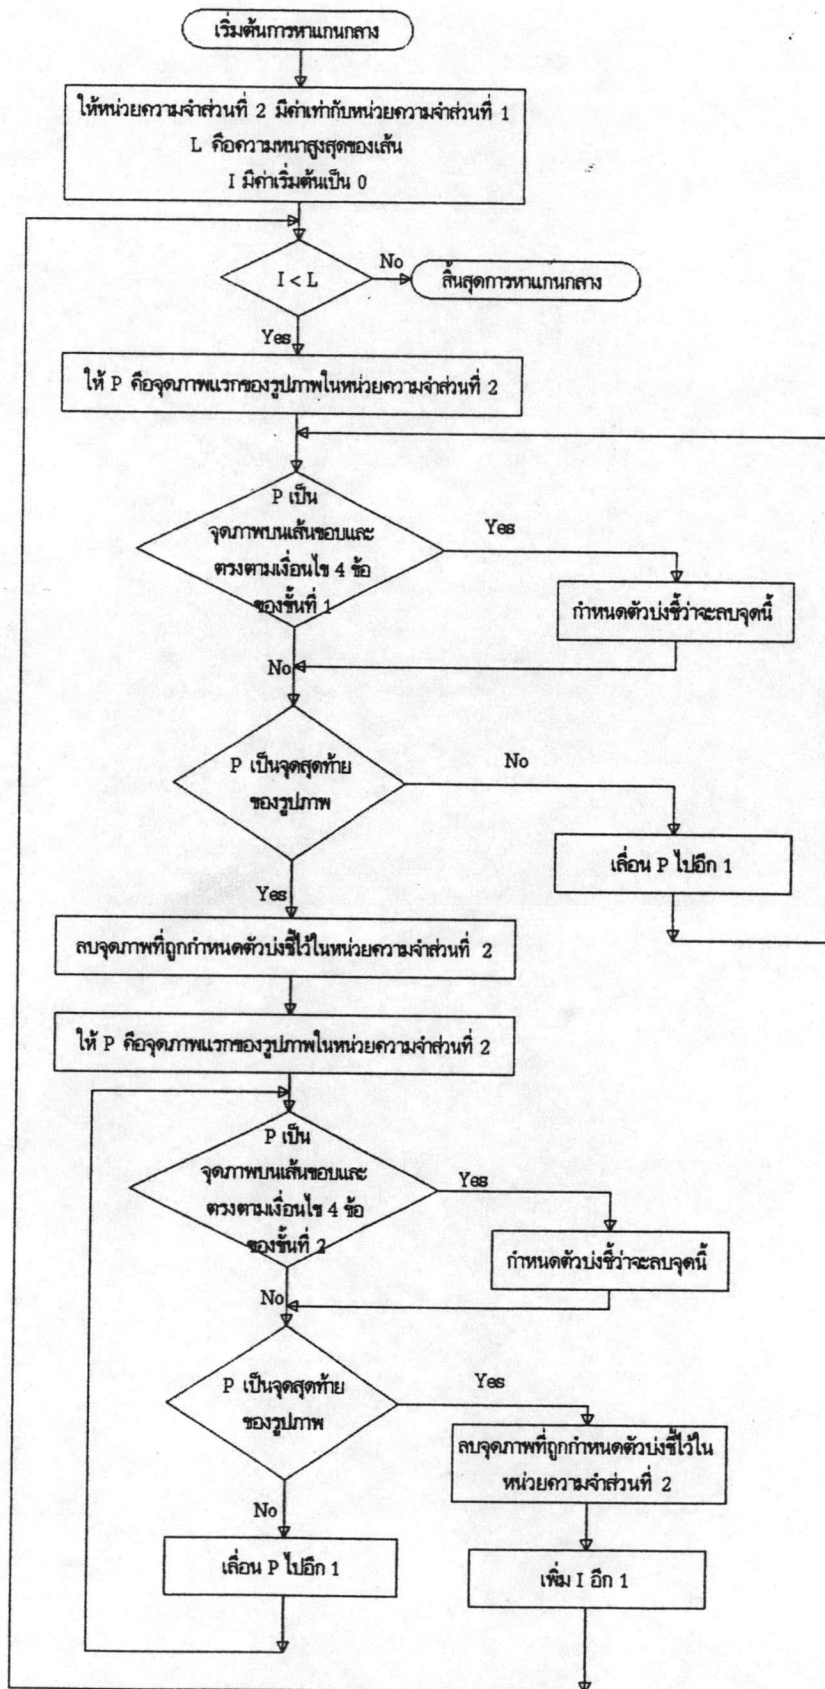 เริ่มต้นการหาแกนกลาง
ให้หน่วยความจำส่วนที่ 2 มีค่าเท่ากับหน่วยความจำส่วนที่ 1
L คือความหนาสูงสุดของเส้น
I มีค่าเริ่มต้นเป็น 0
I < L
No
สิ้นสุดการหาแกนกลาง
Yes
ให้ P คือจุดภาพแรกของรูปภาพในหน่วยความจำส่วนที่ 2
P เป็น
จุดภาพบนเส้นขอบและ
ตรงตามเงื่อนไข 4 ข้อ
ของขั้นที่ 1
Yes
กำหนดตัวบ่งชี้ว่าจะลบจุดนี้
No
P เป็นจุดสุดท้าย
ของรูปภาพ
No
เลื่อน P ไปอีก 1
Yes
ลบจุดภาพที่ถูกกำหนดตัวบ่งชี้ไว้ในหน่วยความจำส่วนที่ 2
ให้ P คือจุดภาพแรกของรูปภาพในหน่วยความจำส่วนที่ 2
P เป็น
จุดภาพบนเส้นขอบและ
ตรงตามเงื่อนไข 4 ข้อ
ของขั้นที่ 2
Yes
กำหนดตัวบ่งชี้ว่าจะลบจุดนี้
No
P เป็นจุดสุดท้าย
ของรูปภาพ
Yes
ลบจุดภาพที่ถูกกำหนดตัวบ่งชี้ไว้ใน
หน่วยความจำส่วนที่ 2
No
เลื่อน P ไปอีก 1
เพิ่ม I อีก 1